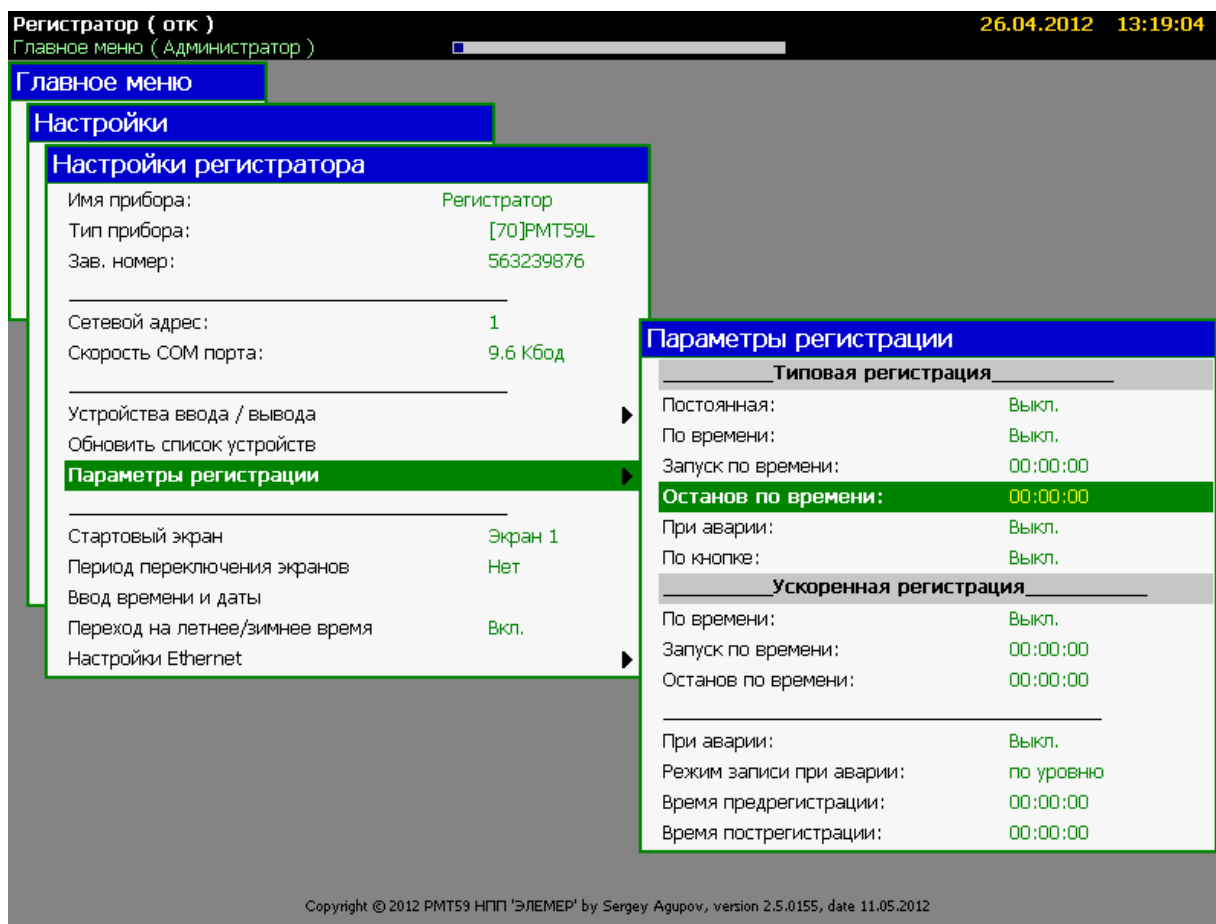 Регистратор ( отк )
26.04.2012 13:19:04
Главное меню ( Администратор )
Главное меню
Настройки
Настройки регистратора
Имя прибора: Регистратор
Тип прибора: [70]РМТ59L
Зав. номер: 563239876
Сетевой адрес: 1
Скорость СОМ порта: 9.6 Кбод
Устройства ввода / вывода
Обновить список устройств
Параметры регистрации
Стартовый экран Экран 1
Период переключения экранов Нет
Ввод времени и даты
Переход на летнее/зимнее время Вкл.
Настройки Ethernet
Параметры регистрации
Типовая регистрация
Постоянная: Выкл.
По времени: Выкл.
Запуск по времени: 00:00:00
Останов по времени: 00:00:00
При аварии: Выкл.
По кнопке: Выкл.
Ускоренная регистрация
По времени: Выкл.
Запуск по времени: 00:00:00
Останов по времени: 00:00:00
При аварии: Выкл.
Режим записи при аварии: по уровню
Время предрегистрации: 00:00:00
Время пострегистрации: 00:00:00
Copyright © 2012 РМТ59 НПП 'ЭЛЕМЕР' by Sergey Agupov, version 2.5.0155, date 11.05.2012